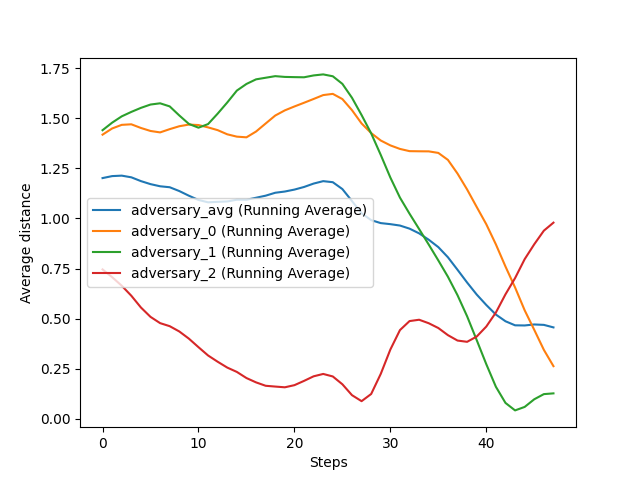 1.75
1.50
1.25
1.00
0.75
0.50
0.25
0.00
Average distance
adversary_avg (Running Average)
adversary_0 (Running Average)
adversary_1 (Running Average)
adversary_2 (Running Average)
0 10 20 30 40
Steps